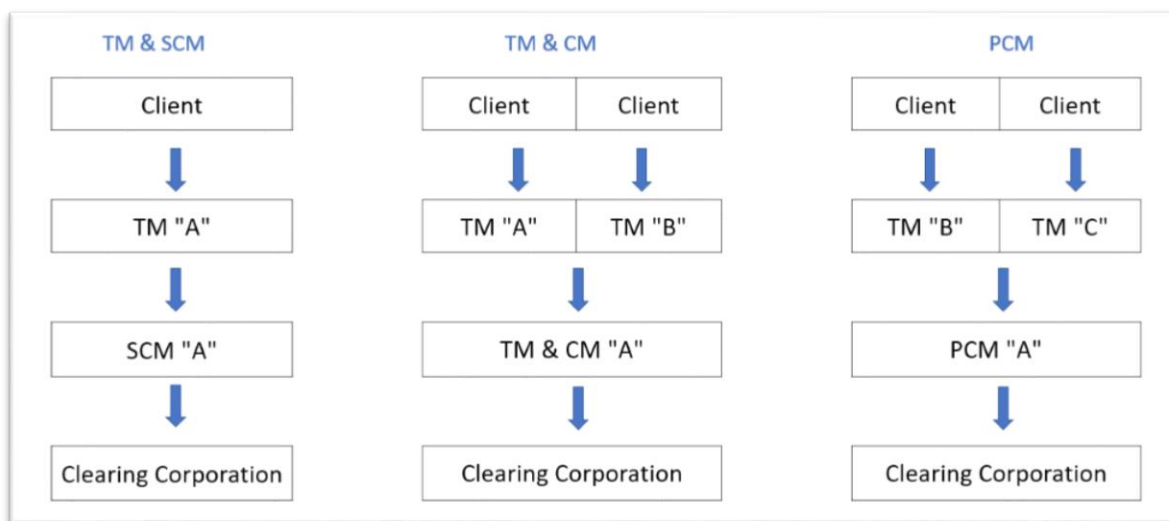 TM & SCM TM & CM PCM
Client Client Client Client Client
TM "A" TM "A" TM "B" TM "B" TM "C"
SCM "A" TM & CM "A" PCM "A"
Clearing Corporation Clearing Corporation Clearing Corporation